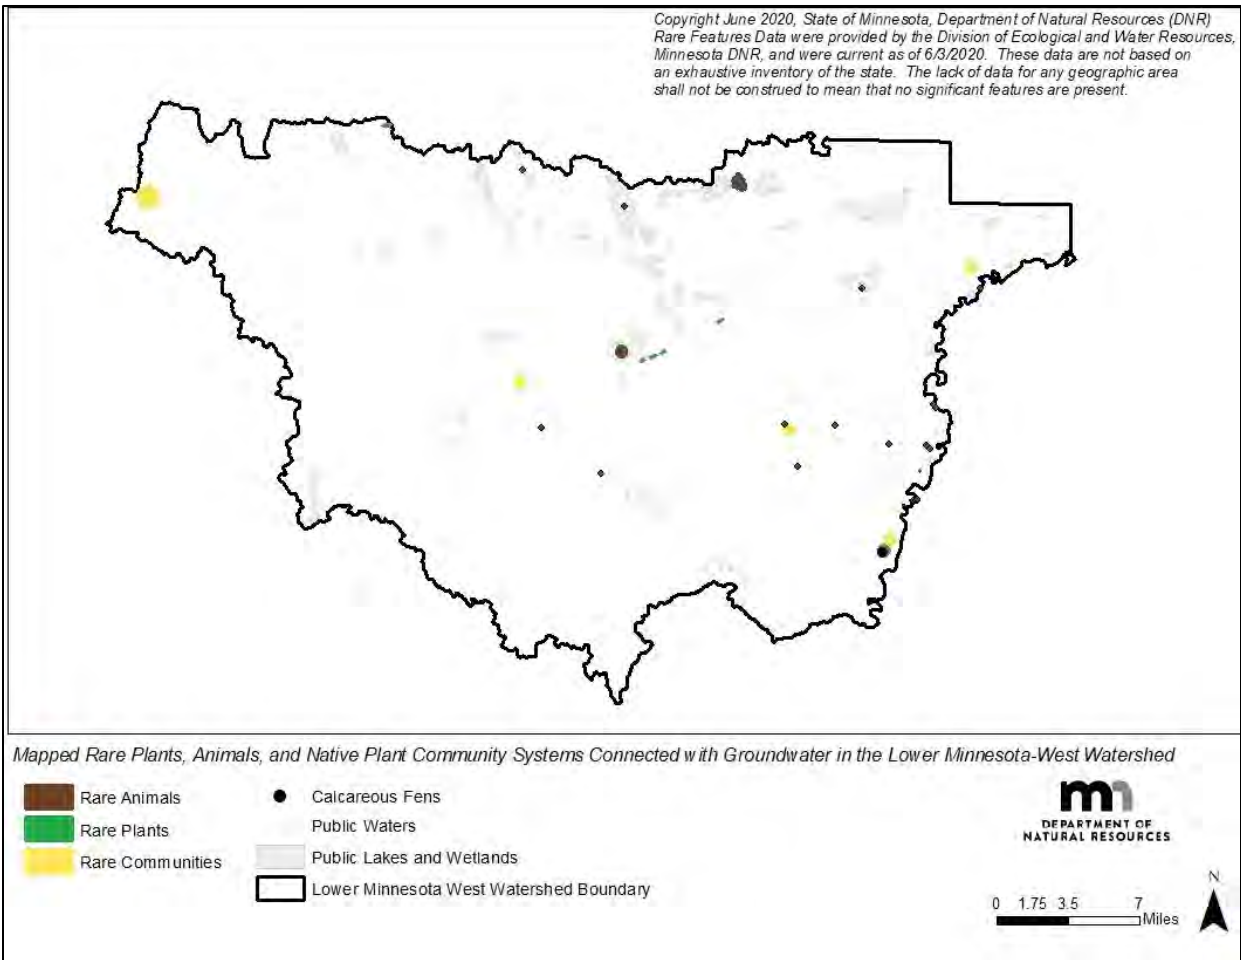 Copyright June 2020, State of Minnesota, Department of Natural Resources (DNR)
Rare Features Data were provided by the Division of Ecological and Water Resources,
Minnesota DNR, and were current as of 6/3/2020. These data are not based on
an exhaustive inventory of the state. The lack of data for any geographic area
shall not be construed to mean that no significant features are present.
Mapped Rare Plants, Animals, and Native Plant Community Systems Connected with Groundwater in the Lower Minnesota-West Watershed
Rare Animals
Rare Plants
Rare Communities
Calcareous Fens
Public Waters
Public Lakes and Wetlands
Lower Minnesota West Watershed Boundary
mn
DEPARTMENT OF
NATURAL RESOURCES
N
0 1.75 3.5 7
Miles